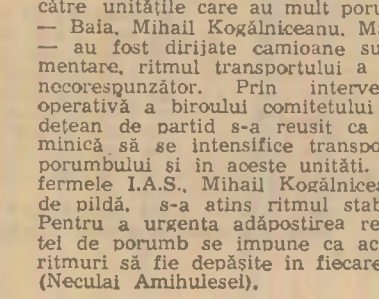 către unitățile care au mult poru
— Baia, Mihail Kogălniceanu, M
— au fost dirijate camioane su
mentare, ritmul transportului a
necorespunzător. Prin interve
operativă a biroului comitetului
dețean de partid s-a reusit ca
minică să se intensifice transpo
porumbului și în aceste unități.
fermele I.A.S., Mihail Kogălnicea
de pildă, s-a atins ritmul stab
Pentru a urgenta adăpostirea re
tei de porumb se impune ca ac
ritmuri să fie depășite în fiecare
(Neculai Amihulesei).